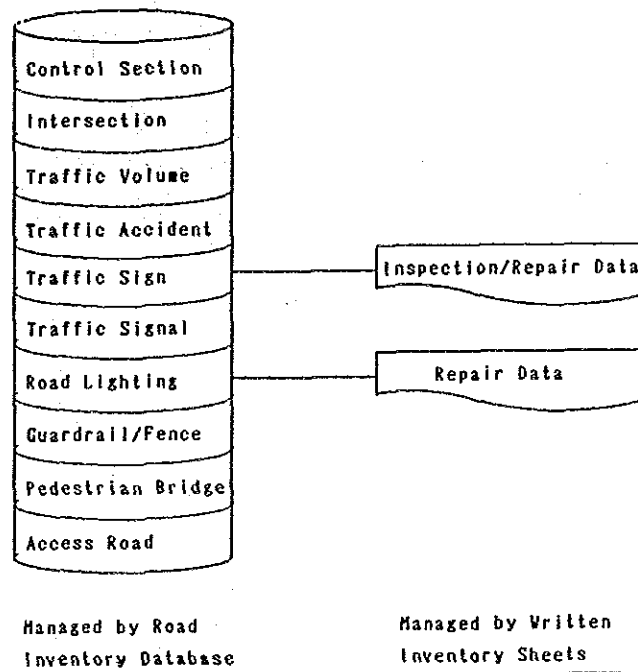 Control Section
Intersection
Traffic Volume
Traffic Accident
Traffic Sign
Inspection/Repair Data
Traffic Signal
Road Lighting
Repair Data
Guardrail/Fence
Pedestrian Bridge
Access Road
Managed by Road
Inventory Database
Managed by Written
Inventory Sheets